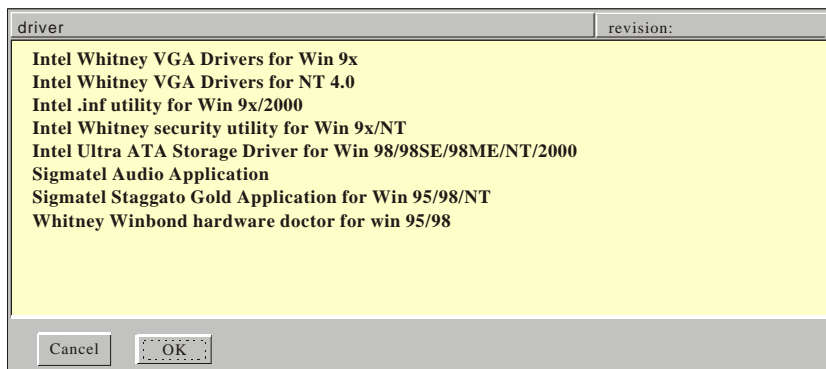 driver revision:
Intel Whitney VGA Drivers for Win 9x
Intel Whitney VGA Drivers for NT 4.0
Intel .inf utility for Win 9x/2000
Intel Whitney security utility for Win 9x/NT
Intel Ultra ATA Storage Driver for Win 98/98SE/98ME/NT/2000
Sigmatel Audio Application
Sigmatel Staggato Gold Application for Win 95/98/NT
Whitney Winbond hardware doctor for win 95/98
Cancel OK